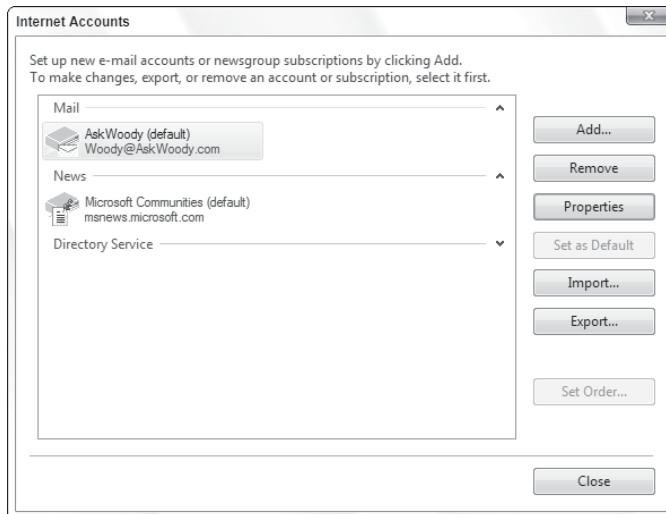 Internet Accounts
Set up new e-mail accounts or newsgroup subscriptions by clicking Add.
To make changes, export, or remove an account or subscription, select it first.
Mail
AskWoody (default)
Woody@AskWoody.com
News
Microsoft Communities (default)
msnews.microsoft.com
Directory Service
Add...
Remove
Properties
Set as Default
Import...
Export...
Set Order...
Close